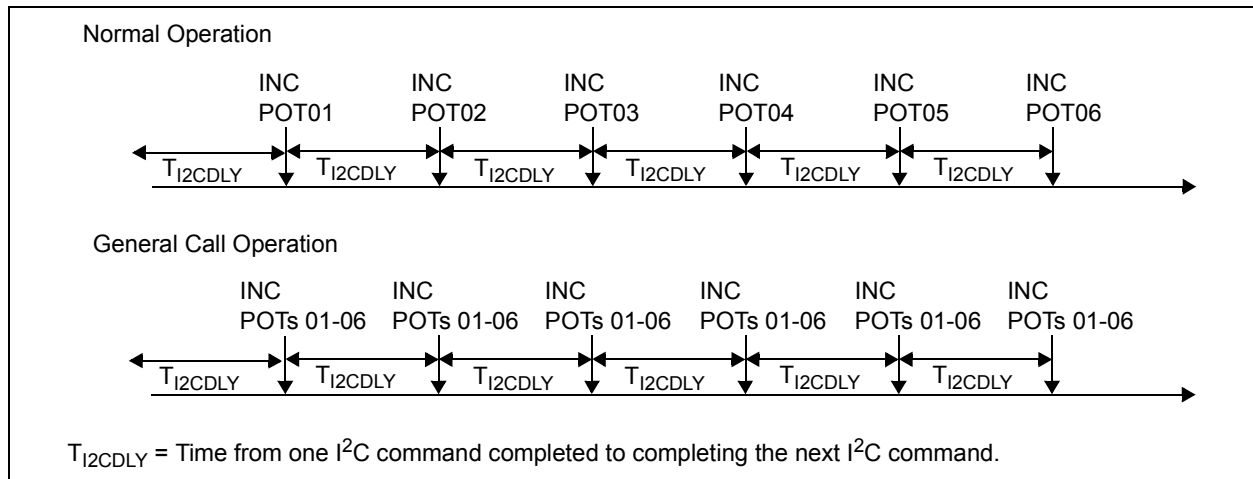 Normal Operation
INC INC INC INC INC INC
POT01 POT02 POT03 POT04 POT05 POT06
TI2CDLY TI2CDLY TI2CDLY TI2CDLY TI2CDLY TI2CDLY
General Call Operation
INC INC INC INC INC INC
POTs 01-06 POTs 01-06 POTs 01-06 POTs 01-06 POTs 01-06 POTs 01-06
TI2CDLY TI2CDLY TI2CDLY TI2CDLY TI2CDLY TI2CDLY
TI2CDLY = Time from one I²C command completed to completing the next I²C command.